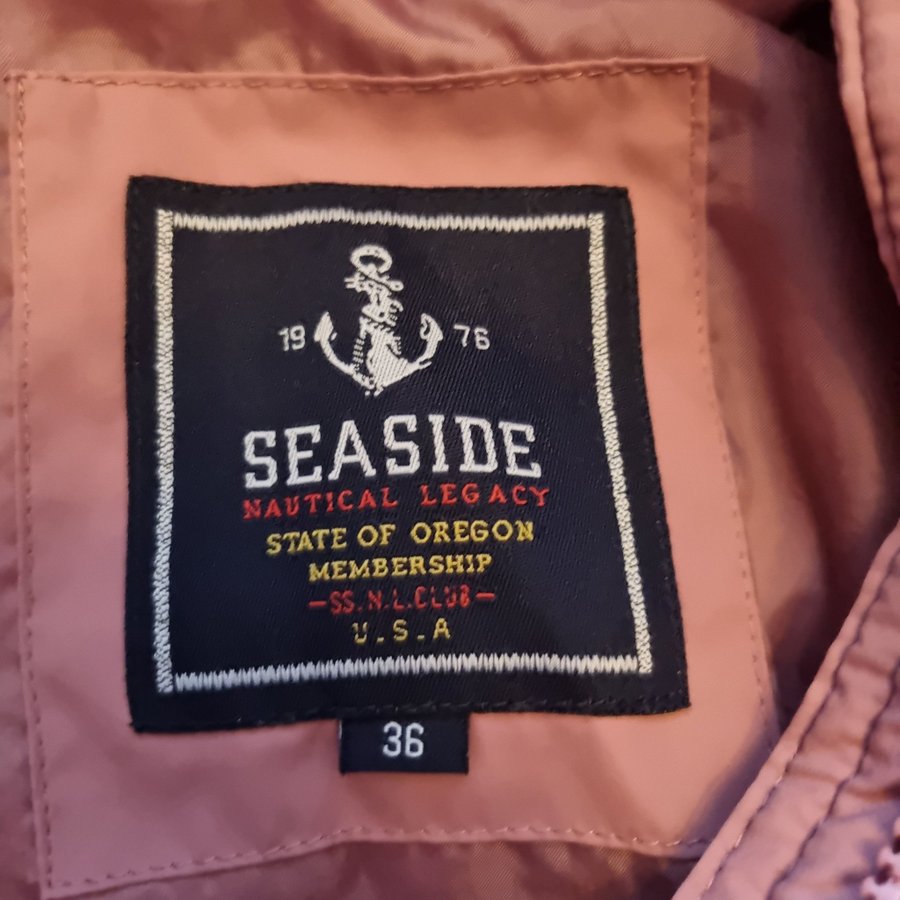 19 76
SEASIDE
NAUTICAL LEGACY
STATE OF OREGON
MEMBERSHIP
-SS.N.L.CLUB-
U.S.A
36